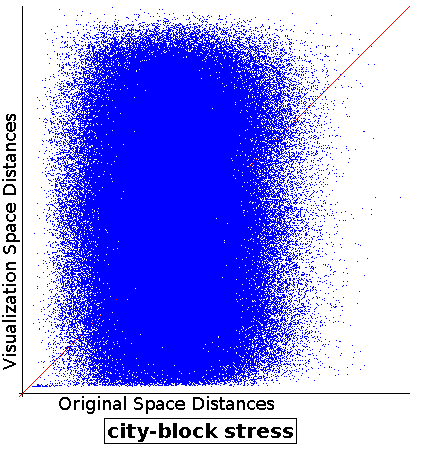 Visualization Space Distances
Original Space Distances
city-block stress